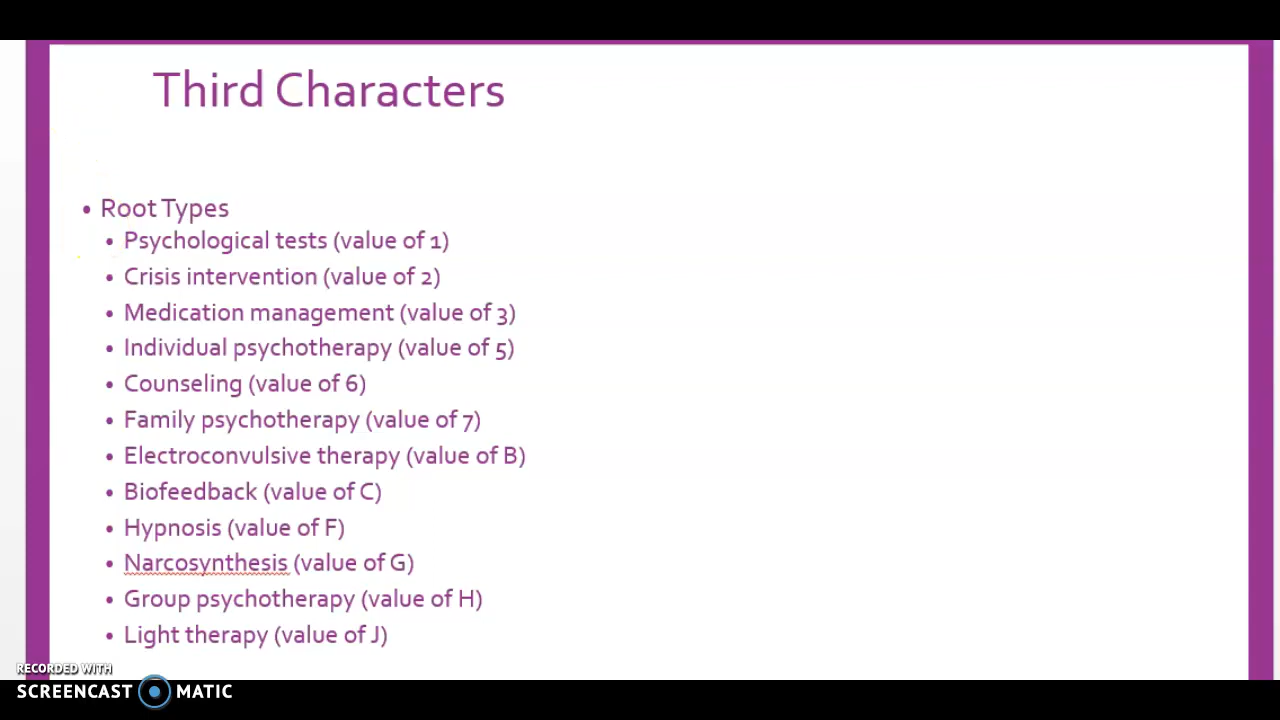 Third Characters
• Root Types
• Psychological tests (value of 1)
• Crisis intervention (value of 2)
• Medication management (value of 3)
• Individual psychotherapy (value of 5)
• Counseling (value of 6)
• Family psychotherapy (value of 7)
• Electroconvulsive therapy (value of B)
• Biofeedback (value of C)
• Hypnosis (value of F)
• Narcosynthesis (value of G)
• Group psychotherapy (value of H)
• Light therapy (value of J)
RECORDED WITH
SCREENCAST MATIC